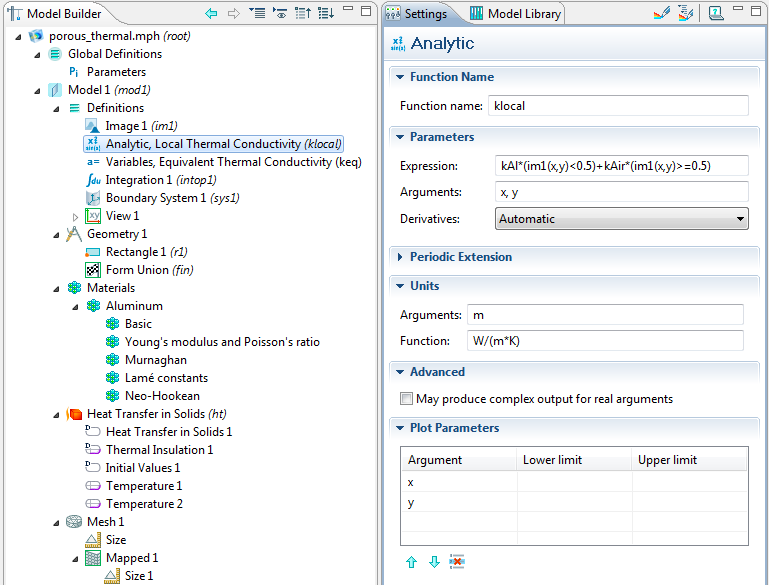 Model Builder
porous_thermal.mph (root)
Global Definitions
Pi Parameters
Model 1 (mod1)
Definitions
Image 1 (im1)
Analytic, Local Thermal Conductivity (klocal)
a= Variables, Equivalent Thermal Conductivity (keq)
∫du Integration 1 (intop1)
Boundary System 1 (sys1)
xy View 1
Geometry 1
Rectangle 1 (r1)
Form Union (fin)
Materials
Aluminum
Basic
Young's modulus and Poisson's ratio
Murnaghan
Lamé constants
Neo-Hookean
Heat Transfer in Solids (ht)
D Heat Transfer in Solids 1
D Thermal Insulation 1
D Initial Values 1
Temperature 1
Temperature 2
Mesh 1
Size
Mapped 1
Size 1
Settings
Model Library
Analytic
Function Name
Function name: klocal
Parameters
Expression: kAl*(im1(x,y)<0.5)+kAir*(im1(x,y)>=0.5)
Arguments: x, y
Derivatives: Automatic
Periodic Extension
Units
Arguments: m
Function: W/(m*K)
Advanced
May produce complex output for real arguments
Plot Parameters
Argument Lower limit Upper limit
x
y